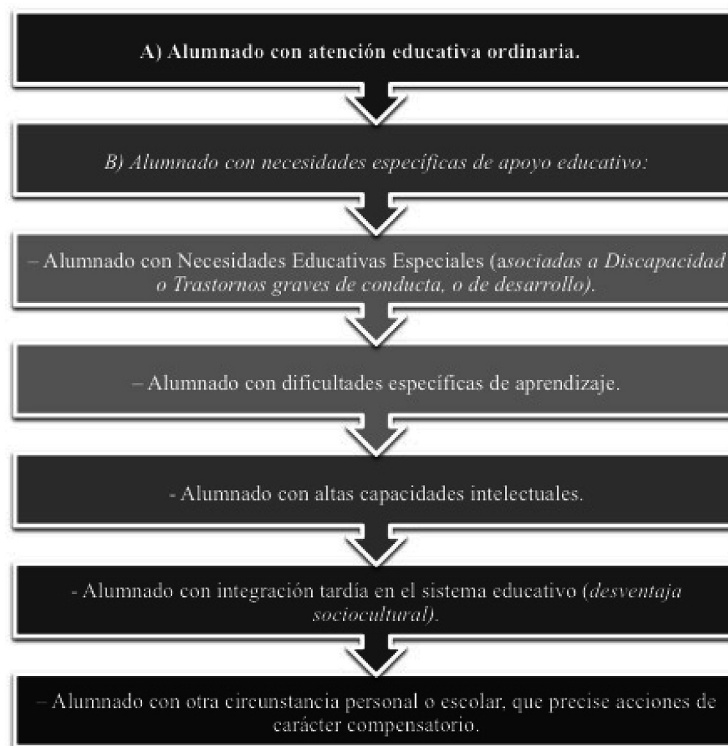 A) Alumnado con atención educativa ordinaria.
B) Alumnado con necesidades específicas de apoyo educativo:
– Alumnado con Necesidades Educativas Especiales (asociadas a Discapacidad
o Trastornos graves de conducta, o de desarrollo).
– Alumnado con dificultades específicas de aprendizaje.
- Alumnado con altas capacidades intelectuales.
- Alumnado con integración tardía en el sistema educativo (desventaja
sociocultural).
– Alumnado con otra circunstancia personal o escolar, que precise acciones de
carácter compensatorio.